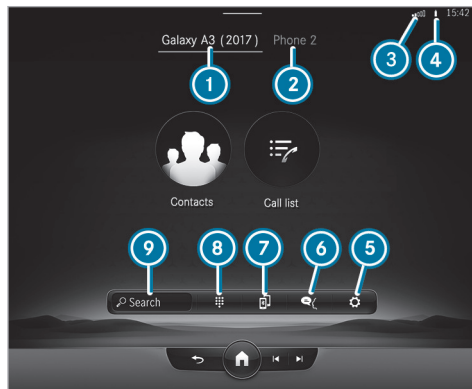 15:42
Galaxy A3 (2017) Phone 2
3 4
1 2
Contacts Call list
9 8 7 6 5
Search